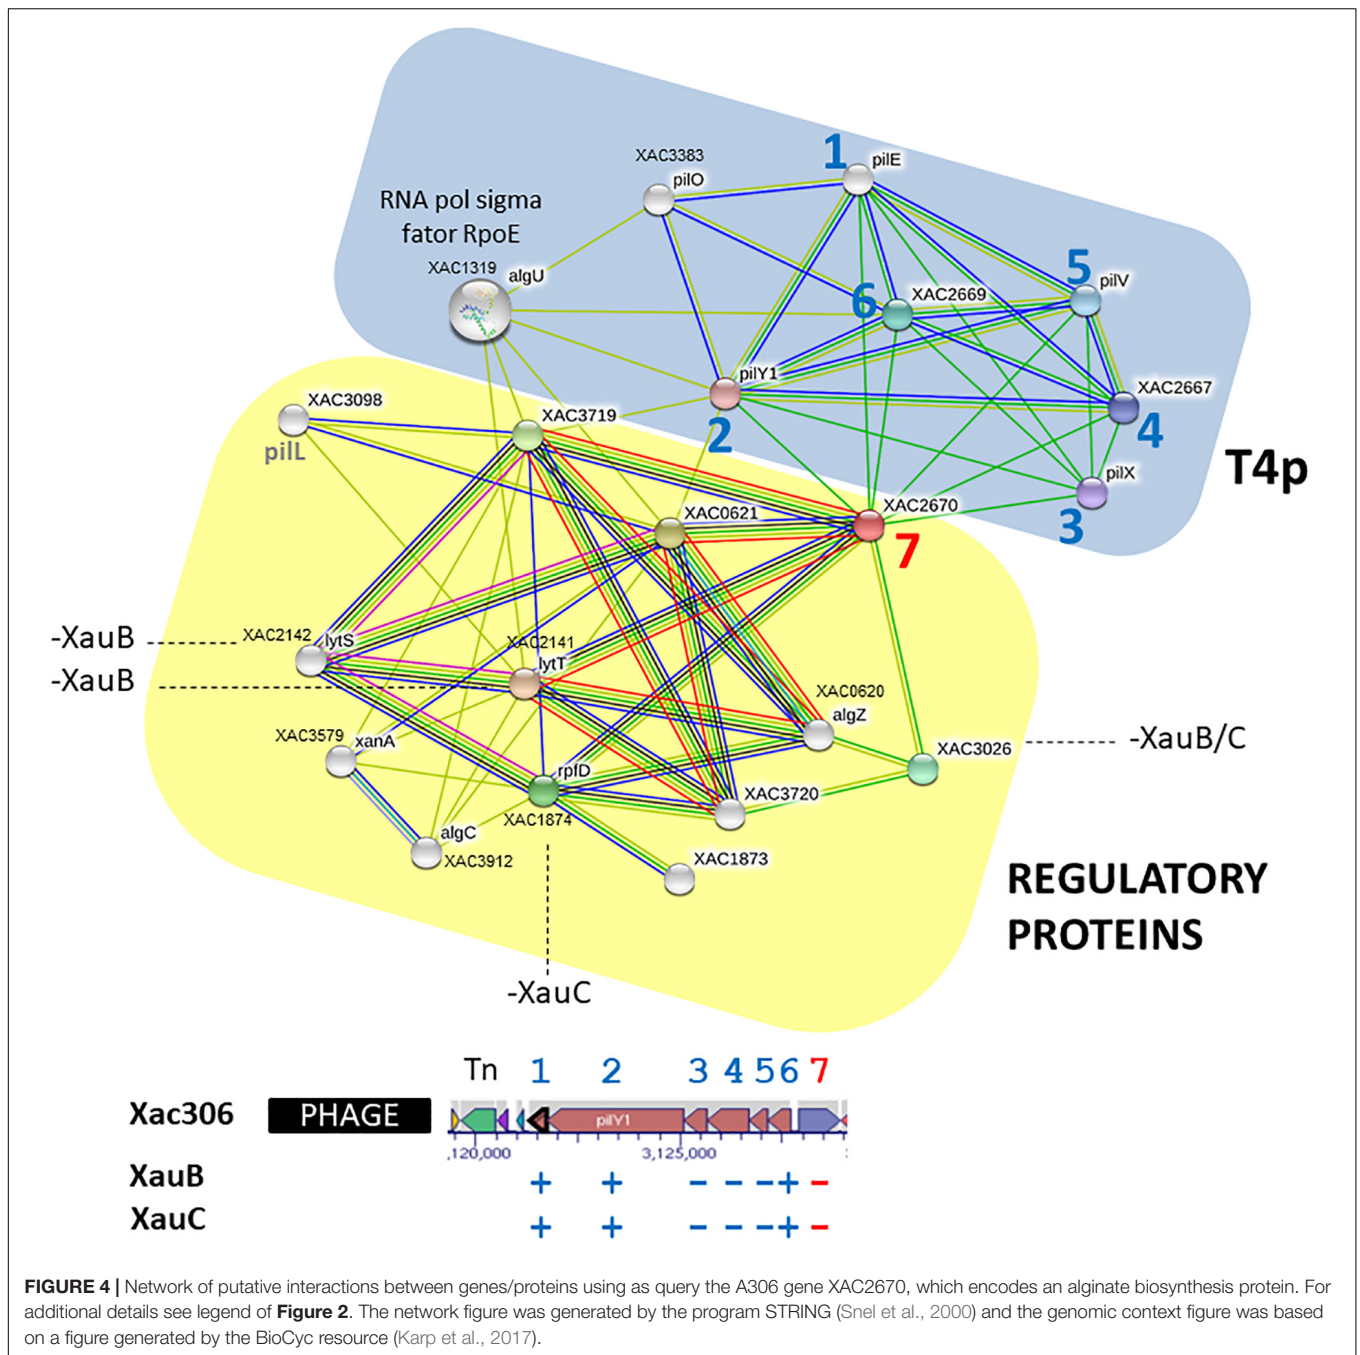 XAC3383
pilO
1
pilE
RNA pol sigma
fator RpoE
XAC1319
algU
5
pilV
6
XAC2669
pilY1
2
XAC2667
4
T4p
pilX
3
XAC3098
pilL
XAC3719
XAC0621
XAC2670
7
-XauB
XAC2142
lytS
-XauB
XAC2141
lytT
XAC0620
algZ
XAC3579
xanA
XAC3026
-XauB/C
rpfD
XAC1874
XAC3720
algC
XAC3912
XAC1873
REGULATORY
PROTEINS
-XauC
Tn 1 2 3 4 5 6 7
Xac306 PHAGE pilY1
,120,000 3,125,000
XauB + + − − − + −
XauC + + − − − + −
FIGURE 4 | Network of putative interactions between genes/proteins using as query the A306 gene XAC2670, which encodes an alginate biosynthesis protein. For
additional details see legend of Figure 2. The network figure was generated by the program STRING (Snel et al., 2000) and the genomic context figure was based
on a figure generated by the BioCyc resource (Karp et al., 2017).